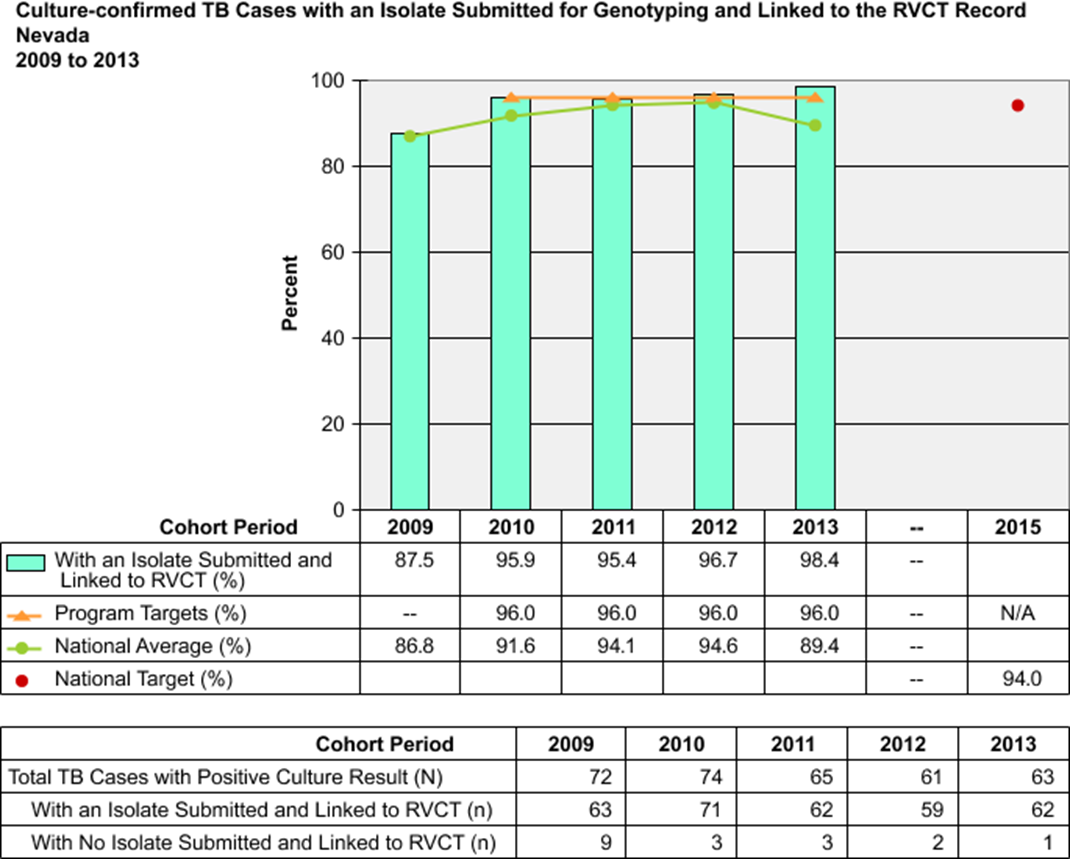 Culture-confirmed TB Cases with an Isolate Submitted for Genotyping and Linked to the RVCT Record
Nevada
2009 to 2013
100
80
60
40
20
0
Percent
Cohort Period 2009 2010 2011 2012 2013 -- 2015
With an Isolate Submitted and 87.5 95.9 95.4 96.7 98.4 --
Linked to RVCT (%)
Program Targets (%) -- 96.0 96.0 96.0 96.0 -- N/A
National Average (%) 86.8 91.6 94.1 94.6 89.4 --
National Target (%) -- 94.0
Cohort Period 2009 2010 2011 2012 2013
Total TB Cases with Positive Culture Result (N) 72 74 65 61 63
With an Isolate Submitted and Linked to RVCT (n) 63 71 62 59 62
With No Isolate Submitted and Linked to RVCT (n) 9 3 3 2 1